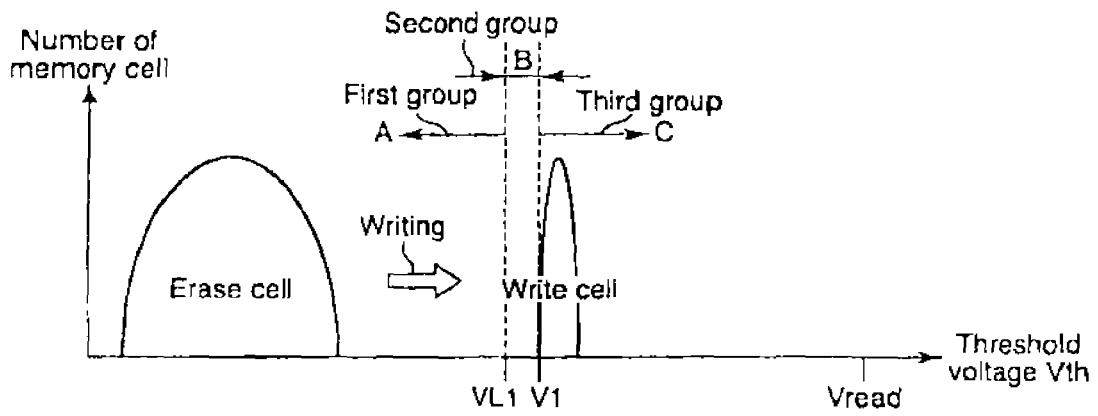 Second group
Number of
memory cell
B
First group
Third group
A
C
Writing
Erase cell
Write cell
Threshold
voltage Vth
VL1
V1
Vread